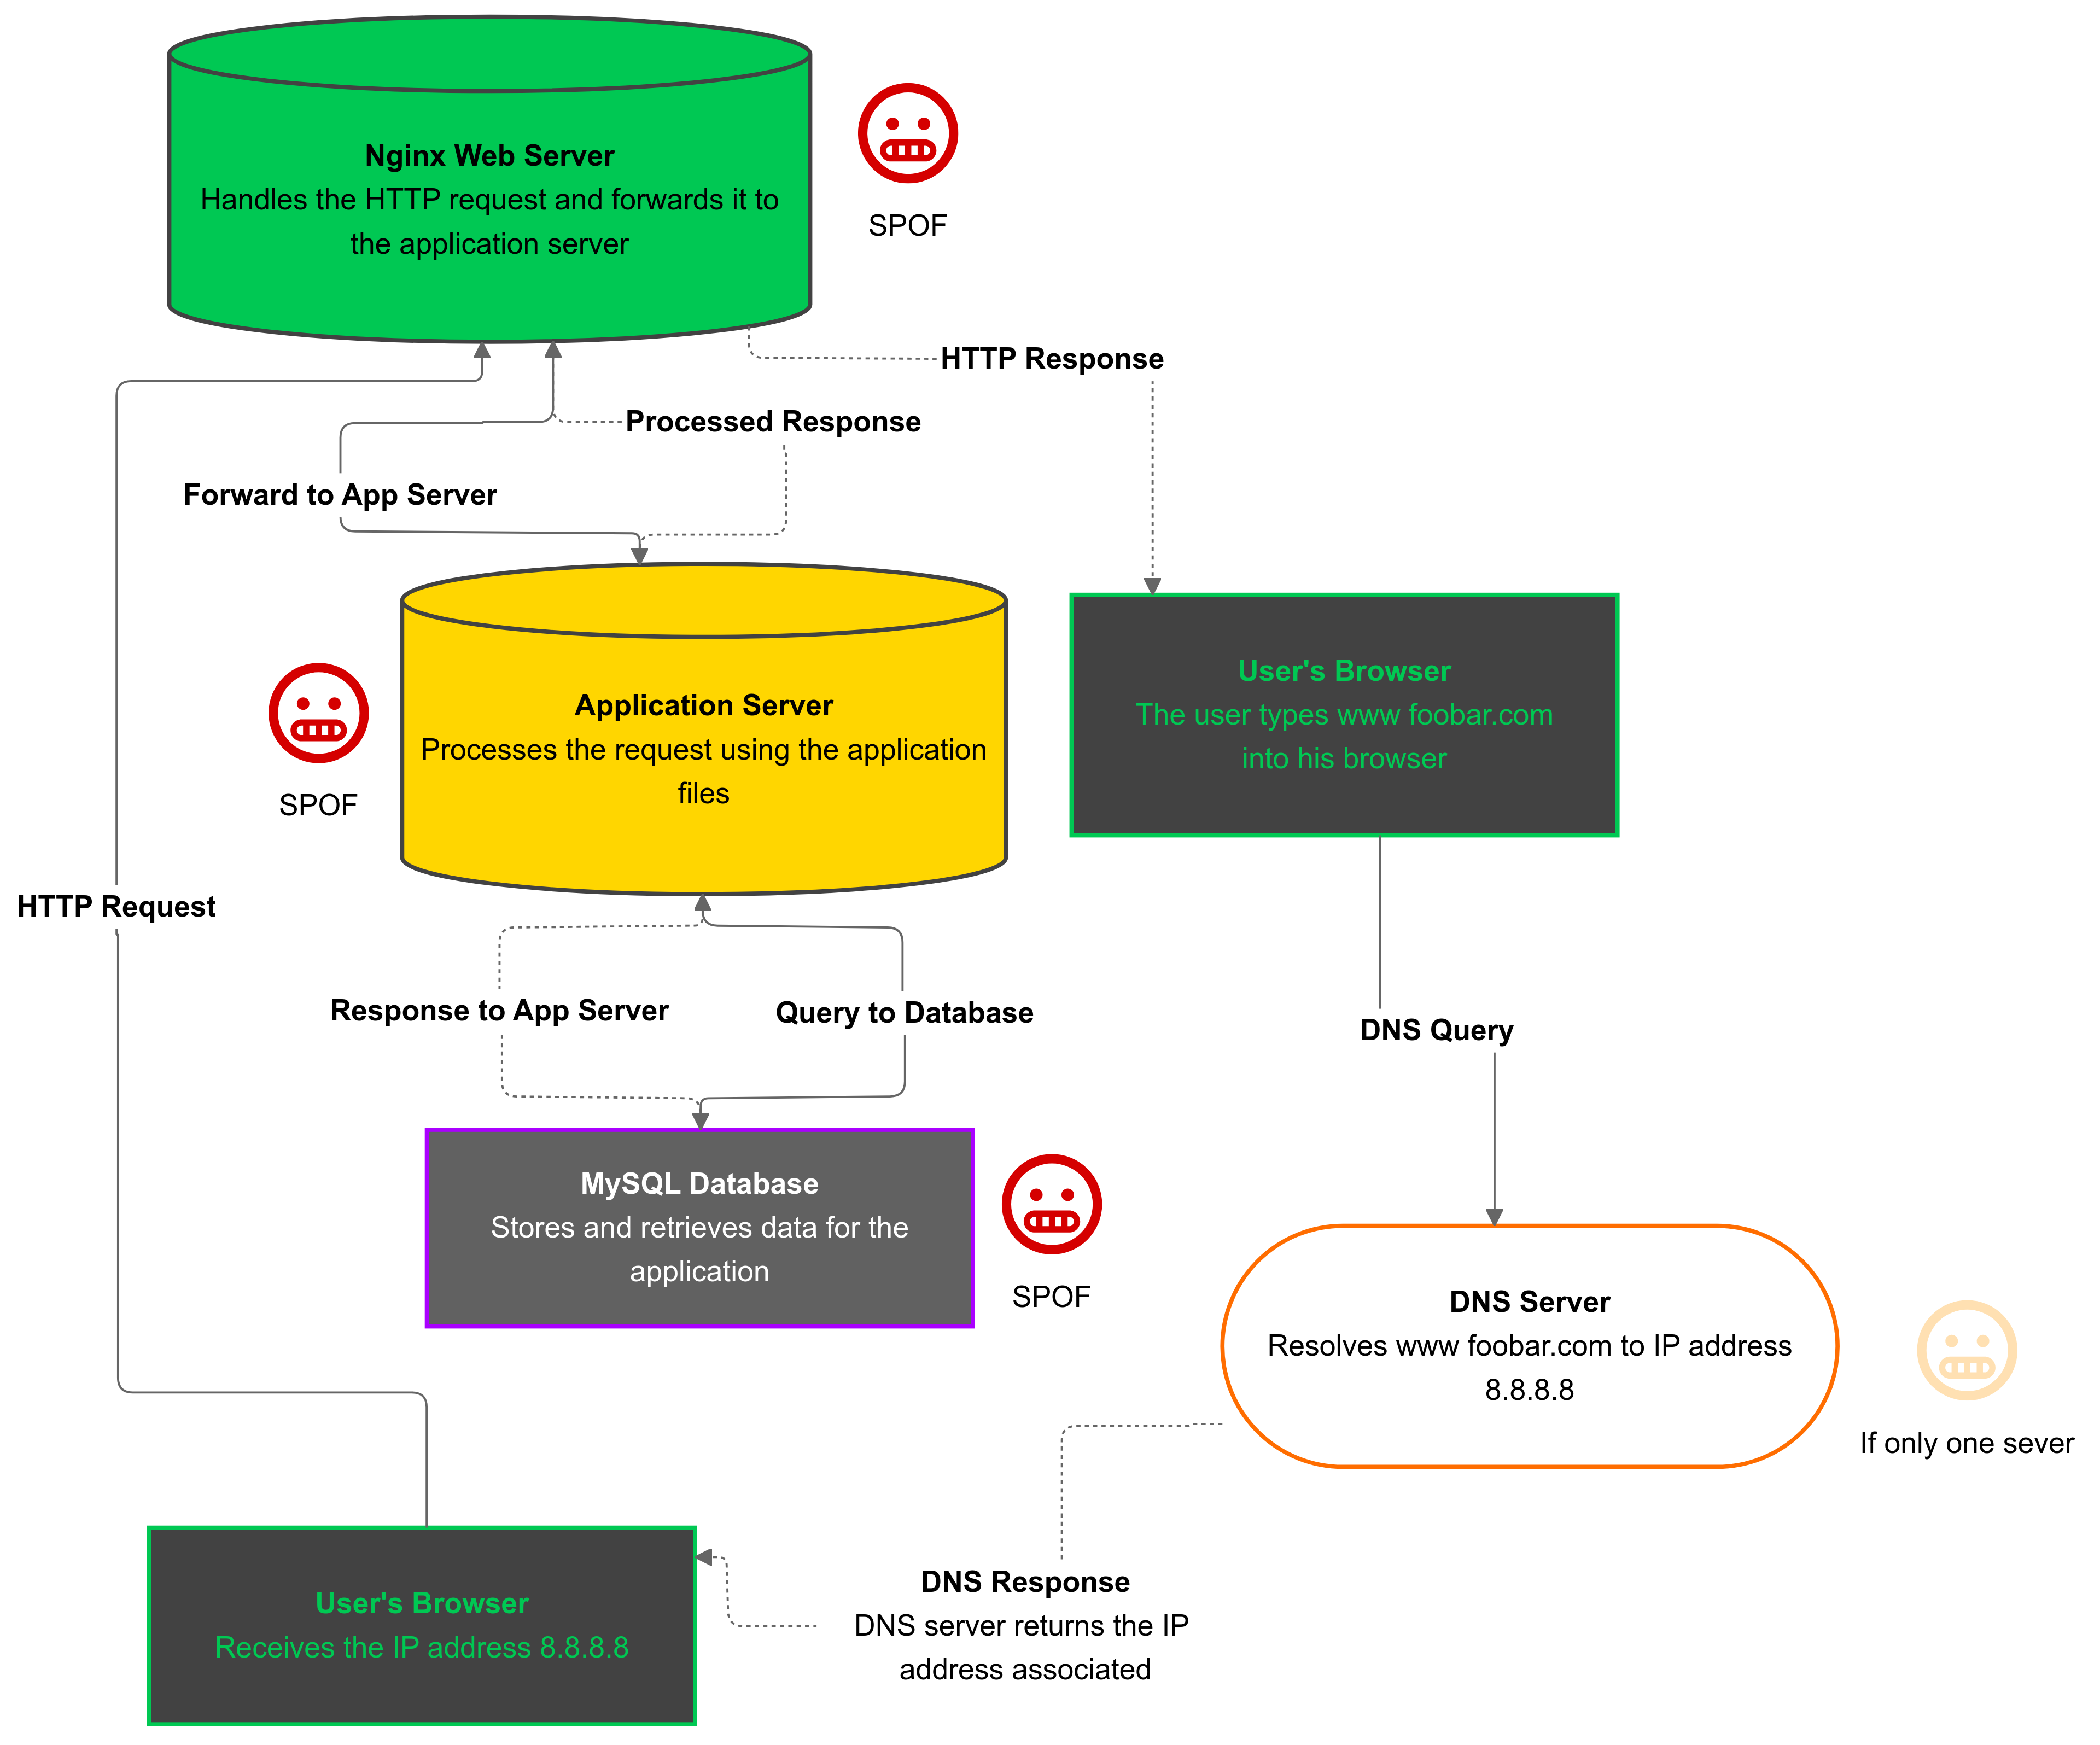 Nginx Web Server
Handles the HTTP request and forwards it to
the application server
SPOF
HTTP Response
Processed Response
Forward to App Server
User's Browser
The user types www foobar.com
into his browser
Application Server
Processes the request using the application
files
SPOF
HTTP Request
Response to App Server
Query to Database
DNS Query
MySQL Database
Stores and retrieves data for the
application
SPOF
DNS Server
Resolves www foobar.com to IP address
8.8.8.8
If only one sever
DNS Response
DNS server returns the IP
address associated
User's Browser
Receives the IP address 8.8.8.8